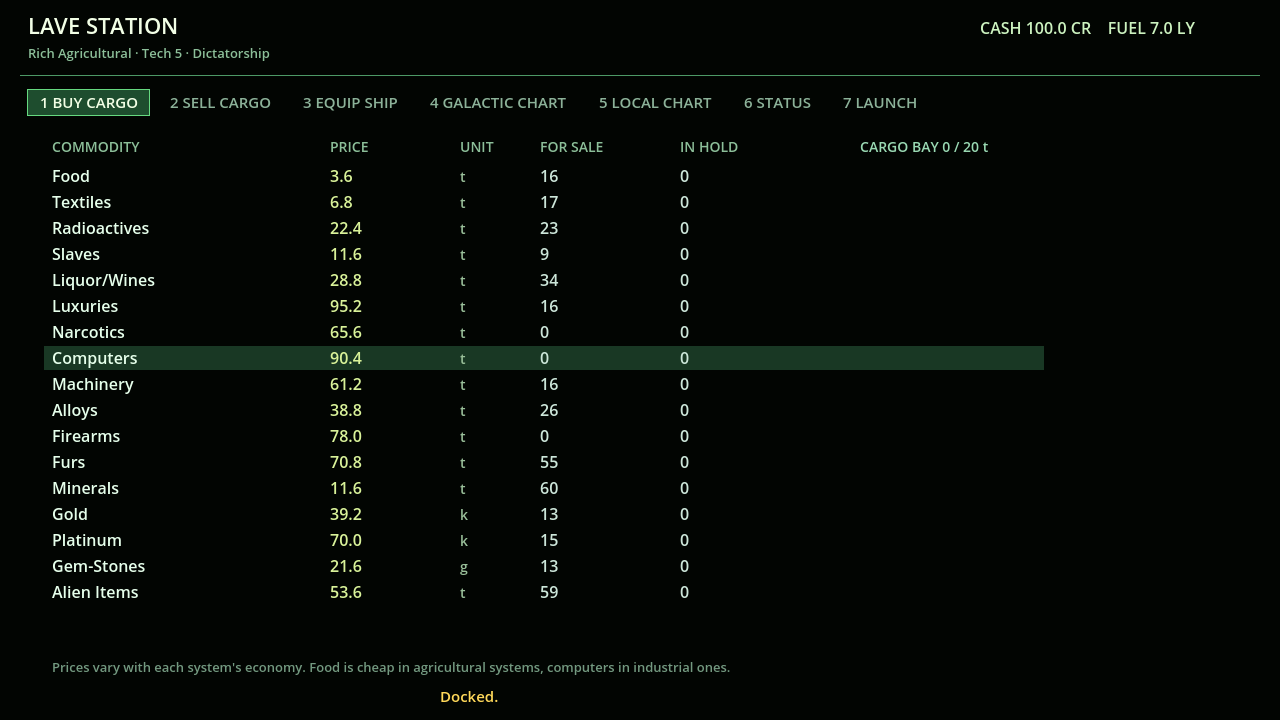 LAVE STATION
CASH 100.0 CR FUEL 7.0 LY
Rich Agricultural · Tech 5 · Dictatorship
1 BUY CARGO 2 SELL CARGO 3 EQUIP SHIP 4 GALACTIC CHART 5 LOCAL CHART 6 STATUS 7 LAUNCH
COMMODITY PRICE UNIT FOR SALE IN HOLD CARGO BAY 0 / 20 t
Food 3.6 t 16 0
Textiles 6.8 t 17 0
Radioactives 22.4 t 23 0
Slaves 11.6 t 9 0
Liquor/Wines 28.8 t 34 0
Luxuries 95.2 t 16 0
Narcotics 65.6 t 0 0
Computers 90.4 t 0 0
Machinery 61.2 t 16 0
Alloys 38.8 t 26 0
Firearms 78.0 t 0 0
Furs 70.8 t 55 0
Minerals 11.6 t 60 0
Gold 39.2 k 13 0
Platinum 70.0 k 15 0
Gem-Stones 21.6 g 13 0
Alien Items 53.6 t 59 0
Prices vary with each system's economy. Food is cheap in agricultural systems, computers in industrial ones.
Docked.